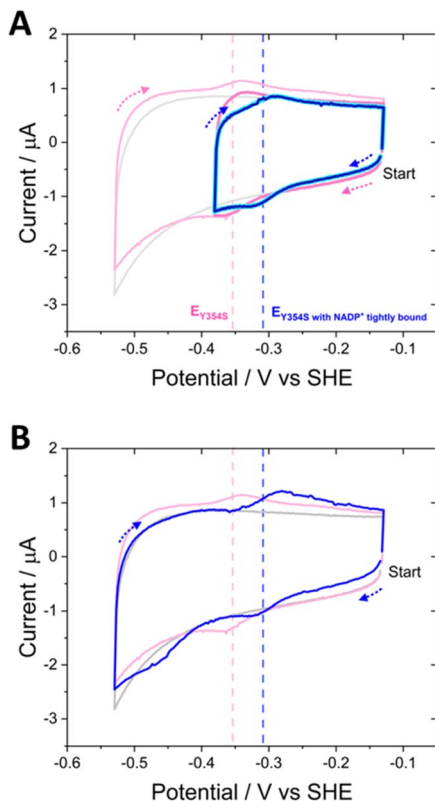 A
2
1
0
-1
-2
-3
Current / µA
Start
E Y354S
E Y354S with NADP+ tightly bound
-0.6 -0.5 -0.4 -0.3 -0.2 -0.1
Potential / V vs SHE
B
2
1
0
-1
-2
-3
Current / µA
Start
-0.6 -0.5 -0.4 -0.3 -0.2 -0.1
Potential / V vs SHE